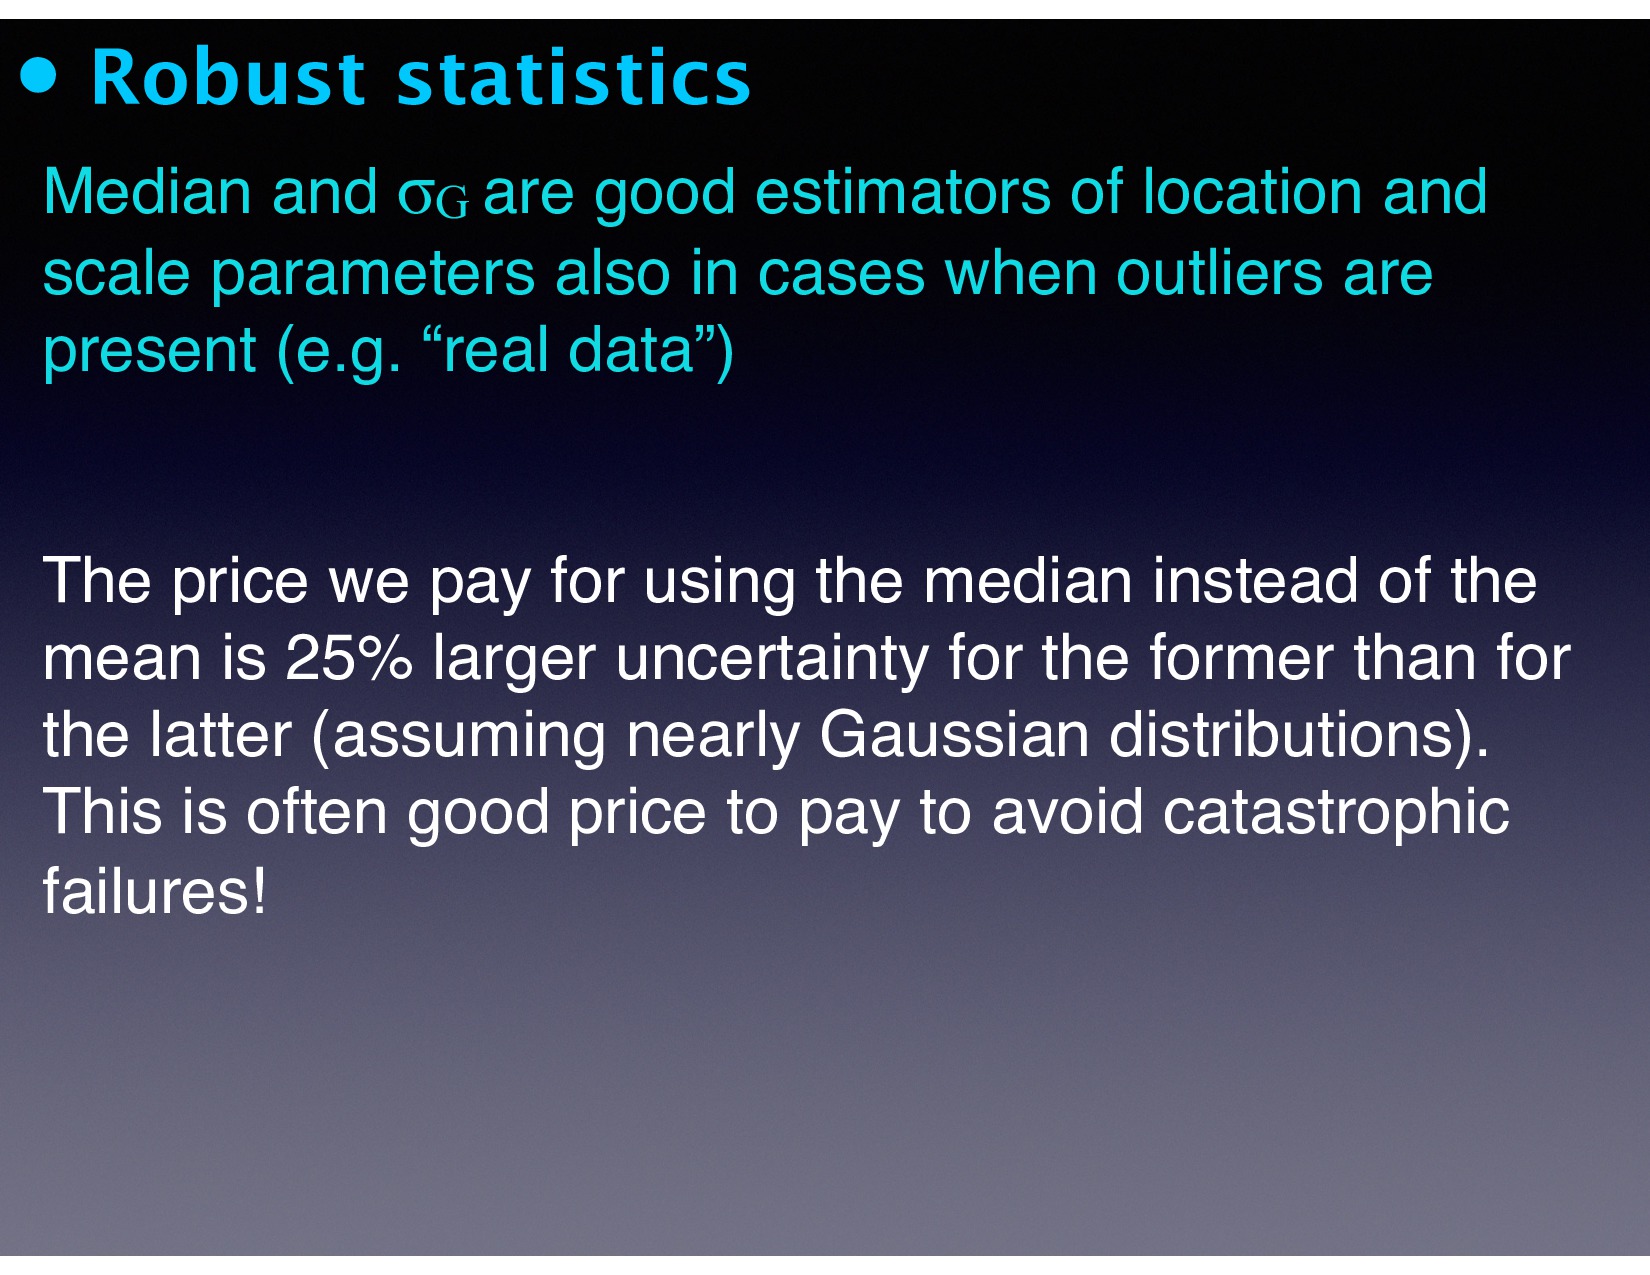 • Robust statistics
Median and σG are good estimators of location and
scale parameters also in cases when outliers are
present (e.g. “real data”)
The price we pay for using the median instead of the
mean is 25% larger uncertainty for the former than for
the latter (assuming nearly Gaussian distributions).
This is often good price to pay to avoid catastrophic
failures!